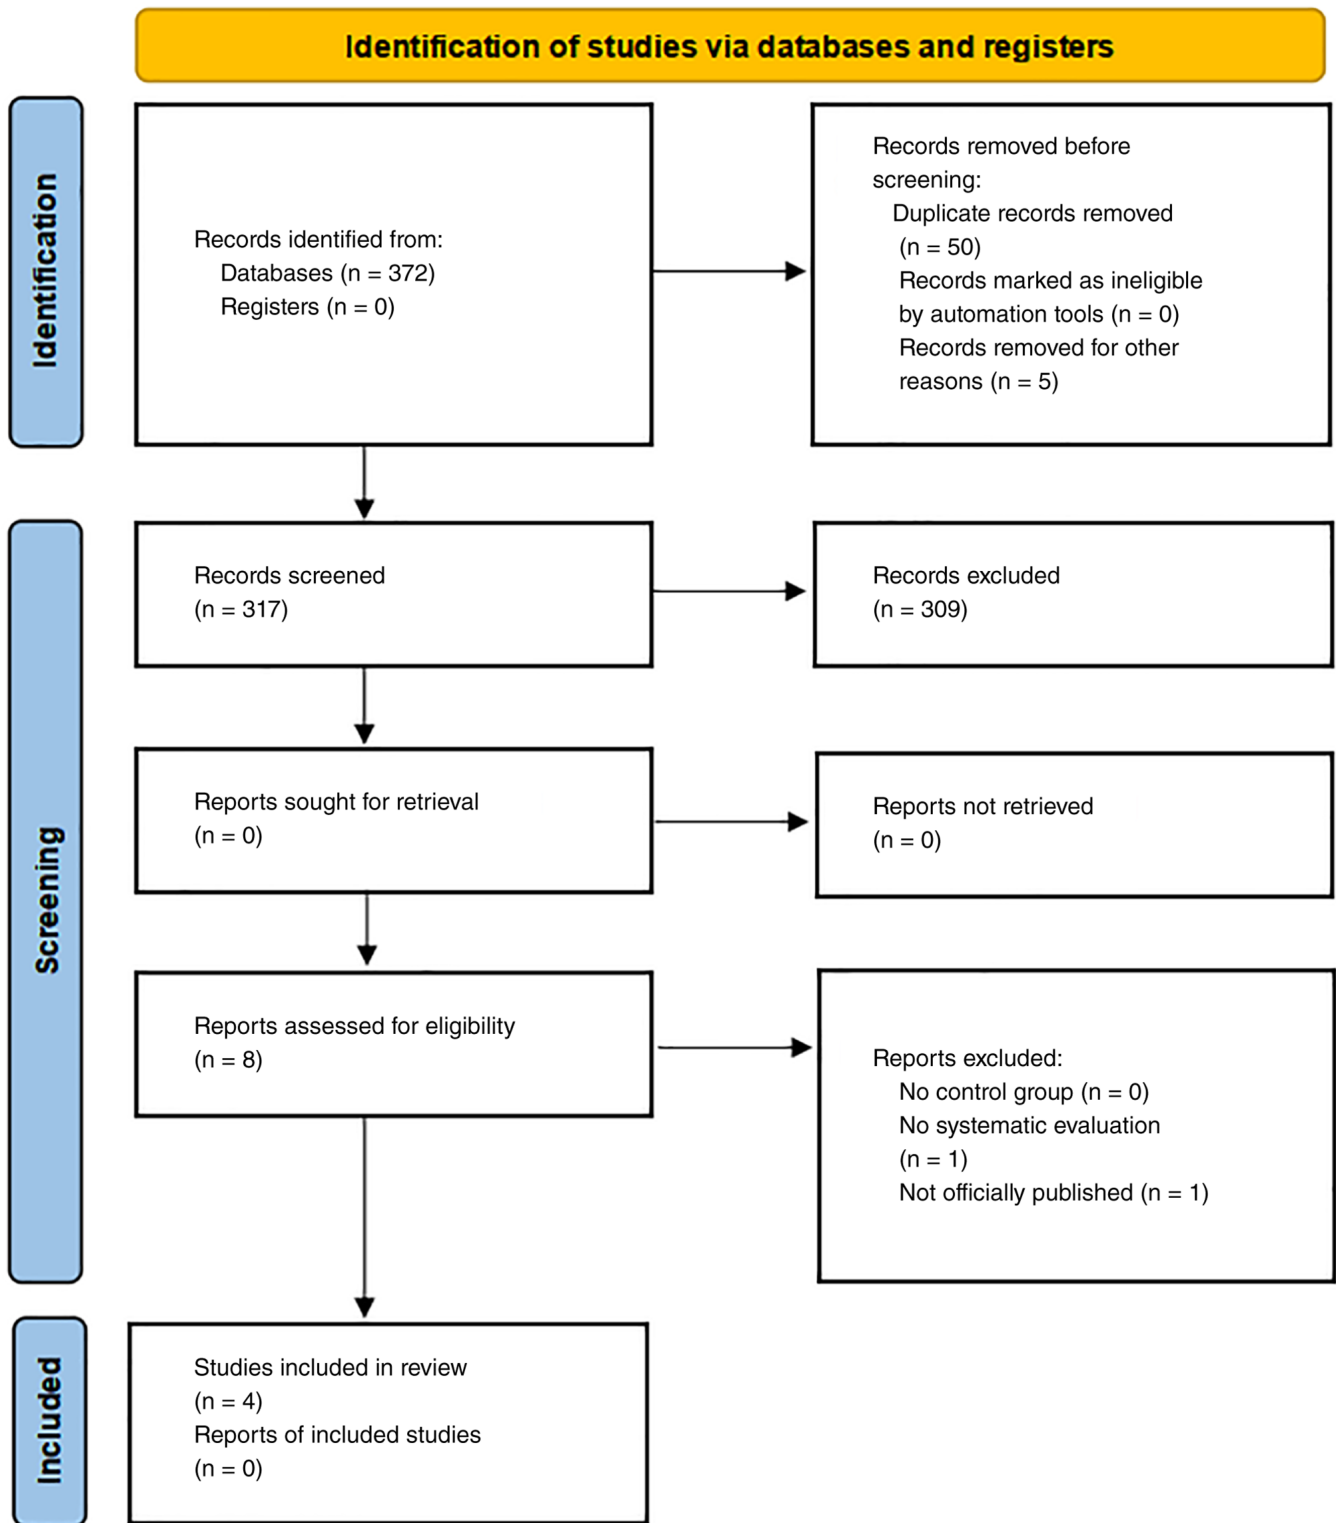 Identification of studies via databases and registers
Identification
Records identified from:
Databases (n = 372)
Registers (n = 0)
Records removed before
screening:
Duplicate records removed
(n = 50)
Records marked as ineligible
by automation tools (n = 0)
Records removed for other
reasons (n = 5)
Screening
Records screened
(n = 317)
Records excluded
(n = 309)
Reports sought for retrieval
(n = 0)
Reports not retrieved
(n = 0)
Reports assessed for eligibility
(n = 8)
Reports excluded:
No control group (n = 0)
No systematic evaluation
(n = 1)
Not officially published (n = 1)
Included
Studies included in review
(n = 4)
Reports of included studies
(n = 0)